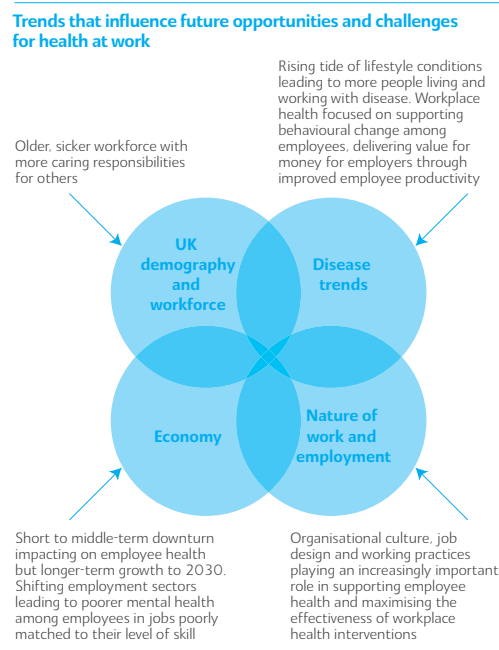 Trends that influence future opportunities and challenges
for health at work
Rising tide of lifestyle conditions
leading to more people living and
working with disease. Workplace
health focused on supporting
behavioural change among
employees, delivering value for
money for employers through
improved employee productivity
Older, sicker workforce with
more caring responsibilities
for others
UK
demography
and
workforce
Disease
trends
Economy
Nature of
work and
employment
Short to middle-term downturn
impacting on employee health
but longer-term growth to 2030.
Shifting employment sectors
leading to poorer mental health
among employees in jobs poorly
matched to their level of skill
Organisational culture, job
design and working practices
playing an increasingly important
role in supporting employee
health and maximising the
effectiveness of workplace
health interventions